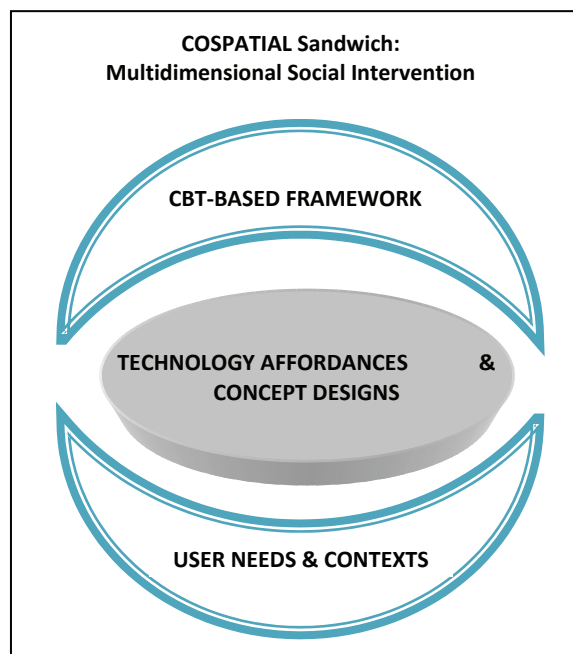 COSPATIAL Sandwich:
Multidimensional Social Intervention
CBT-BASED FRAMEWORK
TECHNOLOGY AFFORDANCES &
CONCEPT DESIGNS
USER NEEDS & CONTEXTS